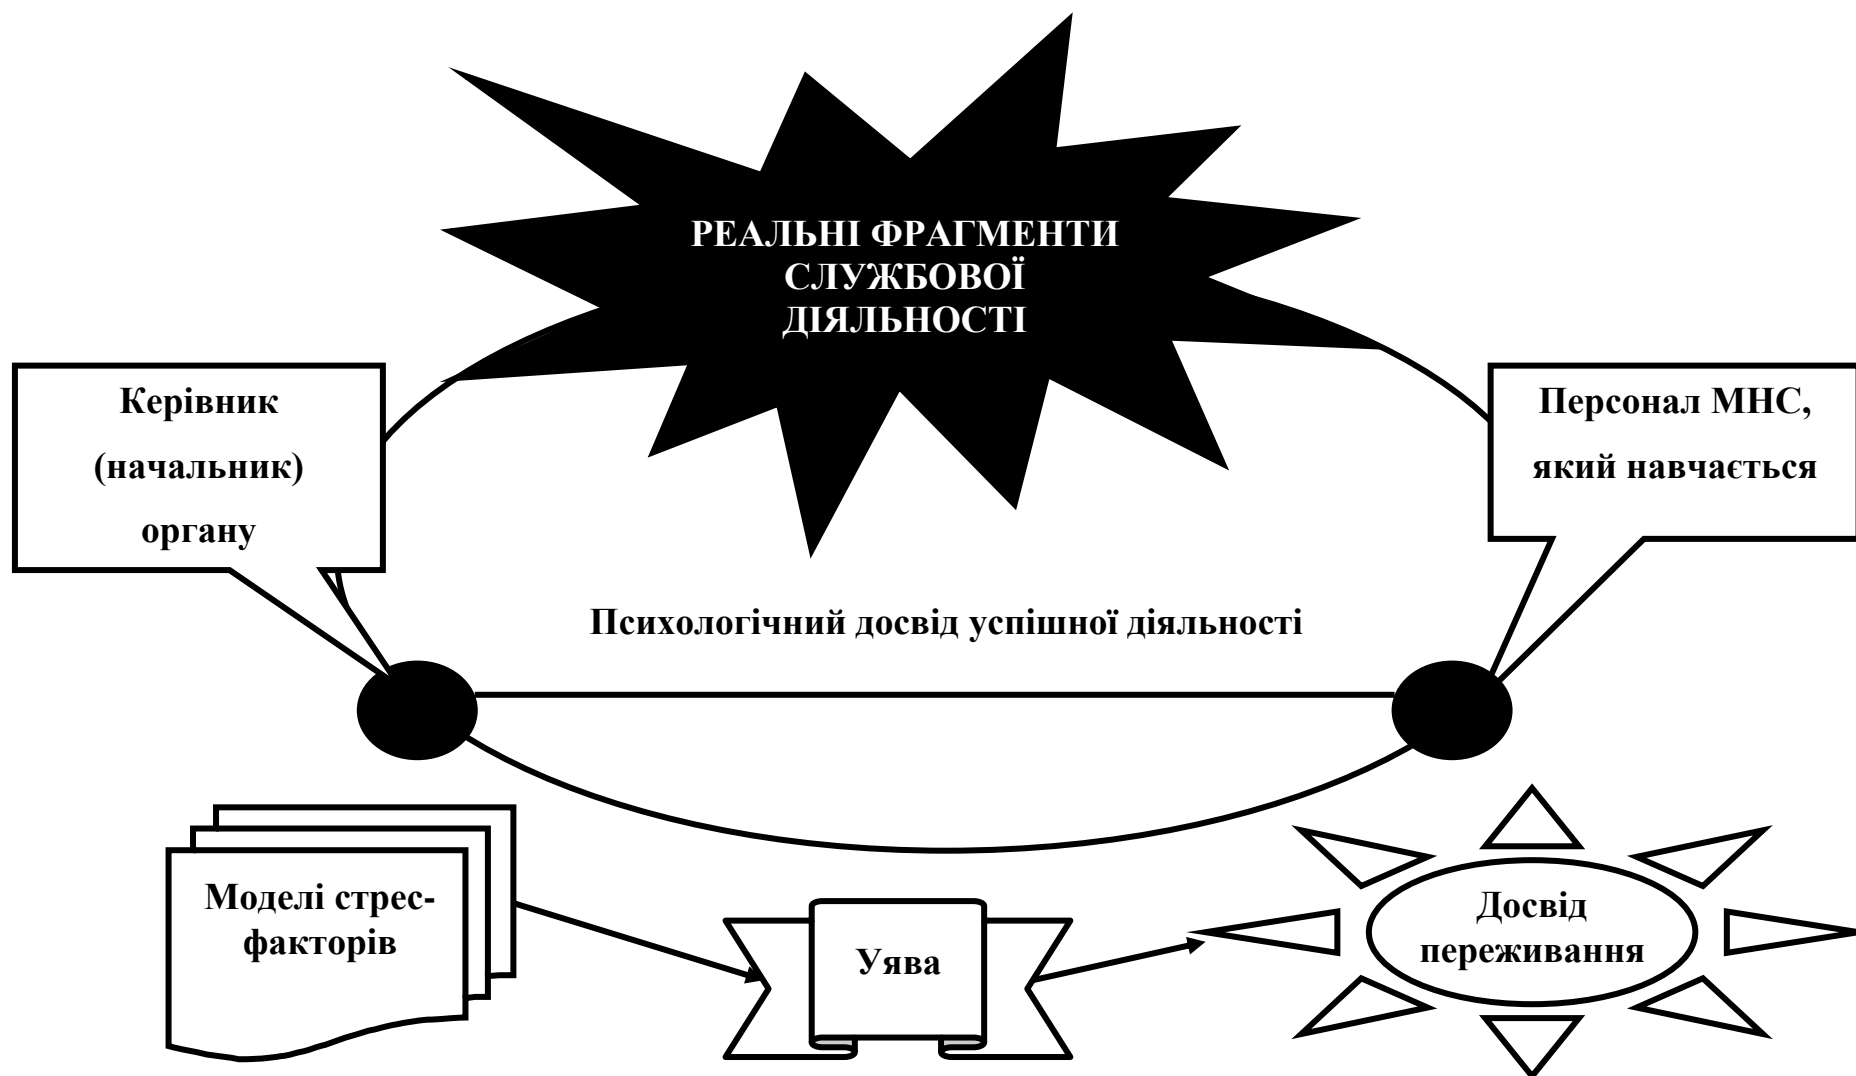 РЕАЛЬНІ ФРАГМЕНТИ
СЛУЖБОВОЇ
ДІЯЛЬНОСТІ
Керівник
(начальник)
органу
Персонал МНС,
який навчається
Психологічний досвід успішної діяльності
Моделі стрес-
факторів
Уява
Досвід
переживання